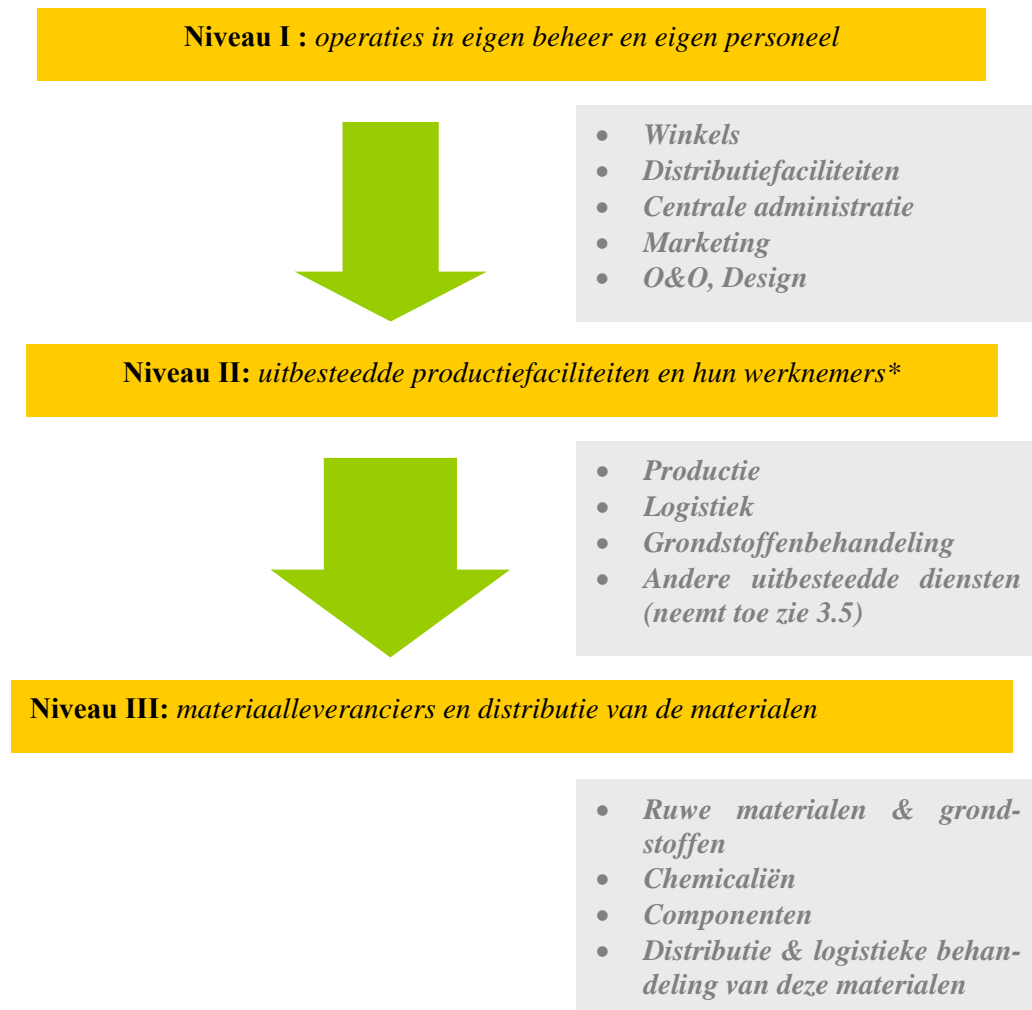 Niveau I : operaties in eigen beheer en eigen personeel
• Winkels
• Distributiefaciliteiten
• Centrale administratie
• Marketing
• O&O, Design
Niveau II: uitbesteedde productiefaciliteiten en hun werknemers*
• Productie
• Logistiek
• Grondstoffenbehandeling
• Andere uitbesteedde diensten
(neemt toe zie 3.5)
Niveau III: materiaalleveranciers en distributie van de materialen
• Ruwe materialen & grond-
stoffen
• Chemicaliën
• Componenten
• Distributie & logistieke behan-
deling van deze materialen